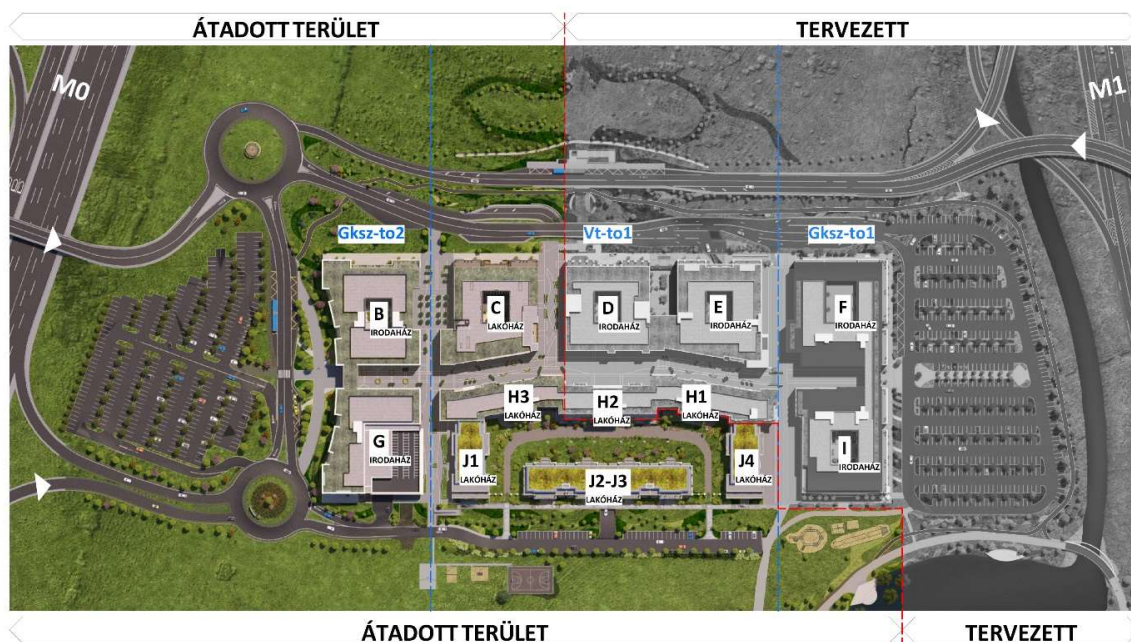 ÁTADOTT TERÜLET
TERVEZETT
M0
M1
Gksz-to2
Vt-to1
Gksz-to1
B
IRODAHÁZ
C
LAKÓHÁZ
D
IRODAHÁZ
E
IRODAHÁZ
F
IRODAHÁZ
H3
LAKÓHÁZ
H2
LAKÓHÁZ
H1
LAKÓHÁZ
G
IRODAHÁZ
J1
LAKÓHÁZ
J2-J3
LAKÓHÁZ
J4
LAKÓHÁZ
I
IRODAHÁZ
ÁTADOTT TERÜLET
TERVEZETT